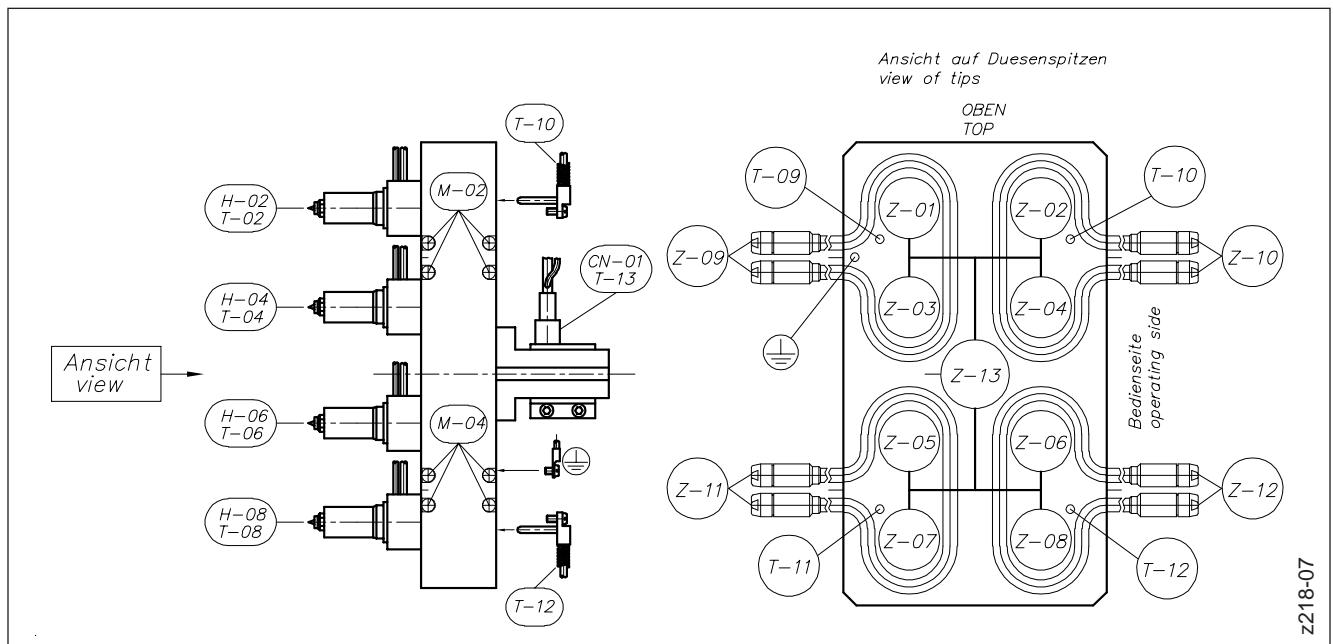 Ansicht auf Duesenspitzen
view of tips
OBEN
TOP
T-10
H-02
T-02
M-02
CN-01
T-13
H-04
T-04
Ansicht
view
H-06
T-06
M-04
H-08
T-08
T-12
T-09
T-10
Z-01
Z-02
Z-09
Z-10
Z-03
Z-04
Z-13
Bedienseite
operating side
Z-05
Z-06
Z-11
Z-12
Z-07
Z-08
T-11
T-12
z218-07